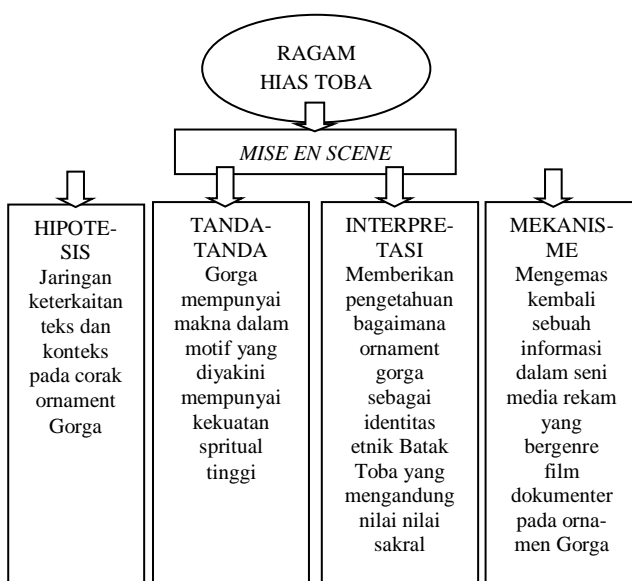 RAGAM
HIAS TOBA
MISE EN SCENE
HIPOTE-
SIS
Jaringan
keterkaitan
teks dan
konteks
pada corak
ornament
Gorga
TANDA-
TANDA
Gorga
mempunyai
makna dalam
motif yang
diyakini
mempunyai
kekuatan
spritual
tinggi
INTERPRE-
TASI
Memberikan
pengetahuan
bagaimana
ornament
gorga
sebagai
identitas
etnik Batak
Toba yang
mengandung
nilai nilai
sakral
MEKANIS-
ME
Mengemas
kembali
sebuah
informasi
dalam seni
media rekam
yang
bergenre
film
dokumenter
pada orna-
men Gorga